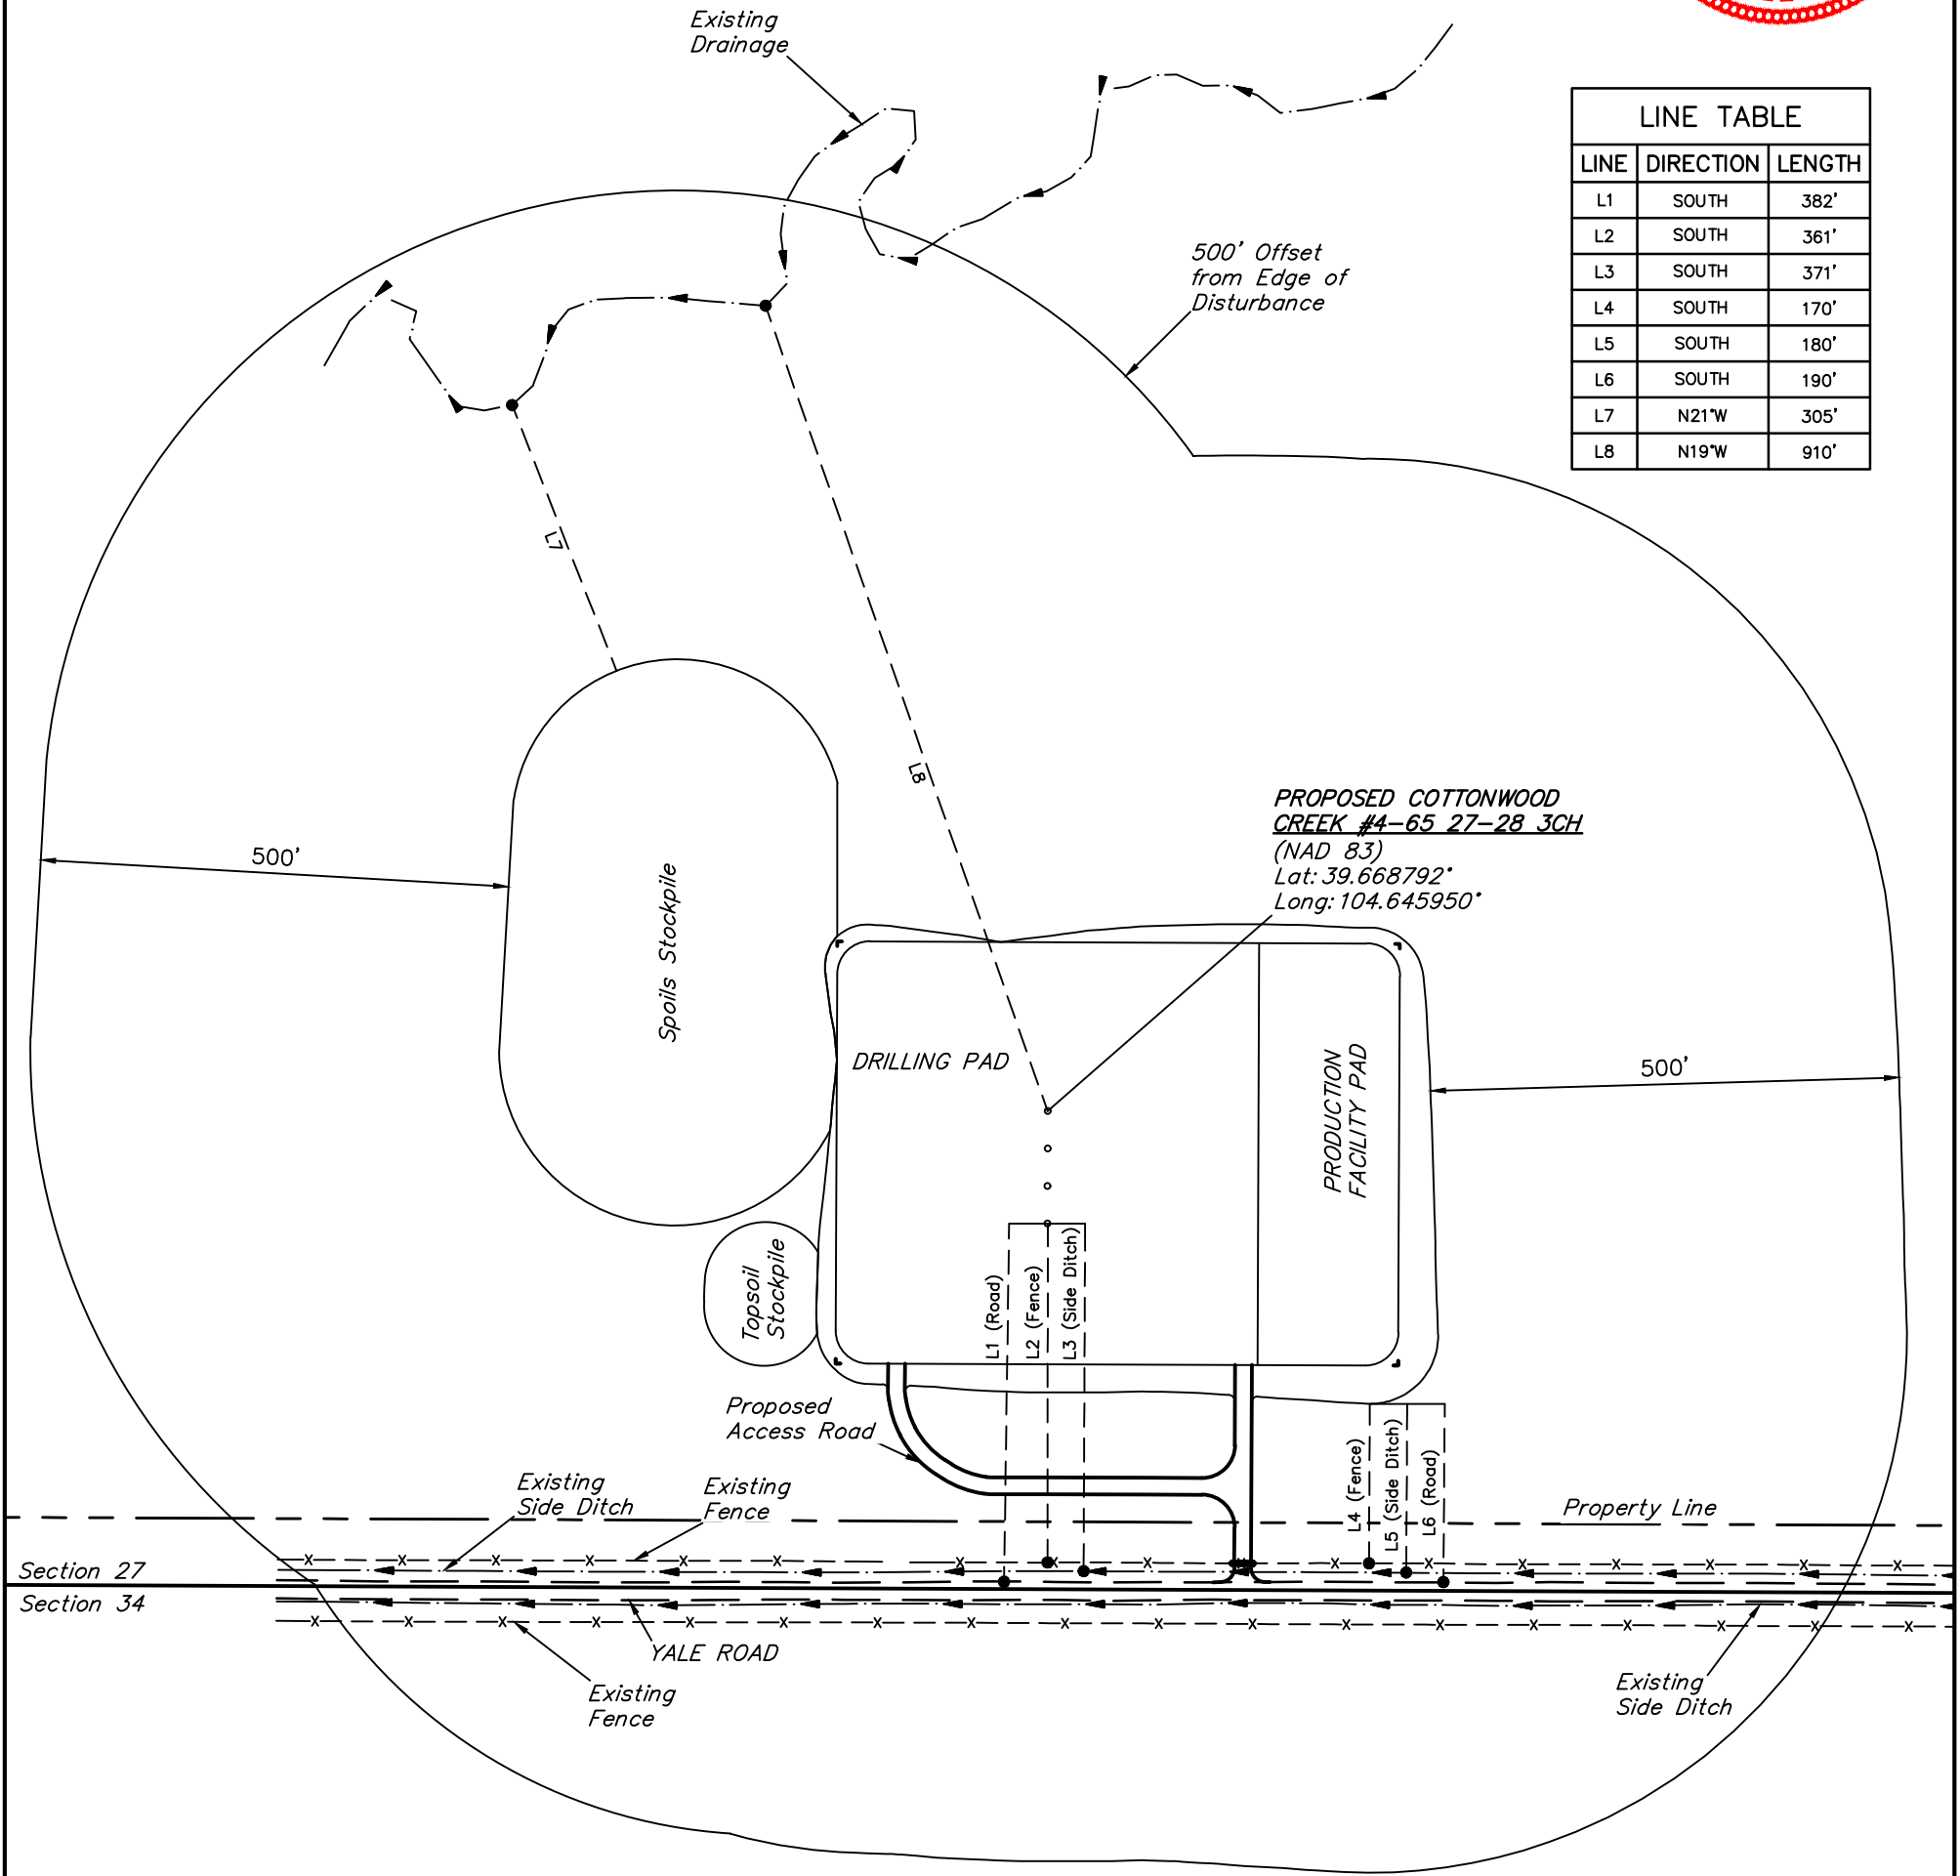 Existing
Drainage
LINE TABLE
LINE DIRECTION LENGTH
L1 SOUTH 382'
L2 SOUTH 361'
L3 SOUTH 371'
L4 SOUTH 170'
L5 SOUTH 180'
L6 SOUTH 190'
L7 N21°W 305'
L8 N19°W 910'
500' Offset
from Edge of
Disturbance
L7
L8
PROPOSED COTTONWOOD
CREEK #4-65 27-28 3CH
(NAD 83)
Lat: 39.668792°
Long: 104.645950°
500'
Spoils Stockpile
DRILLING PAD
PRODUCTION
FACILITY PAD
500'
Topsoil
Stockpile
L1 (Road)
L2 (Fence)
L3 (Side Ditch)
Proposed
Access Road
L4 (Fence)
L5 (Side Ditch)
L6 (Road)
Existing
Side Ditch
Existing
Fence
Property Line
Section 27
Section 34
YALE ROAD
Existing
Fence
Existing
Side Ditch